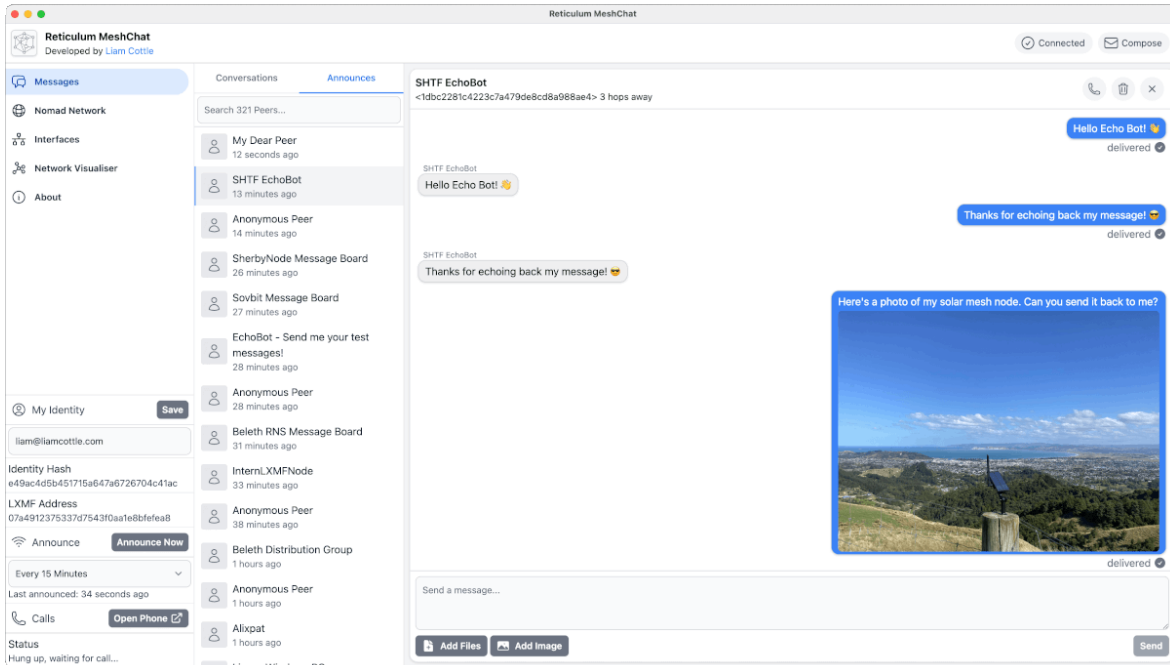 Reticulum MeshChat
Reticulum MeshChat
Developed by Liam Cottle
Connected
Compose
Messages
Nomad Network
Interfaces
Network Visualiser
About
My Identity
Save
liam@liamcottle.com
Identity Hash
e49ac4d5b451715a647a6726704c41ac
LXMF Address
07a4912375337d7543f0aa1e8bfefea8
Announce
Announce Now
Every 15 Minutes
Last announced: 34 seconds ago
Calls
Open Phone
Status
Hung up, waiting for call...
Conversations
Announces
Search 321 Peers...
My Dear Peer
12 seconds ago
SHTF EchoBot
13 minutes ago
Anonymous Peer
14 minutes ago
SherbyNode Message Board
26 minutes ago
Sovbit Message Board
27 minutes ago
EchoBot - Send me your test
messages!
28 minutes ago
Anonymous Peer
28 minutes ago
Beleth RNS Message Board
31 minutes ago
InternLXMFNode
33 minutes ago
Anonymous Peer
38 minutes ago
Beleth Distribution Group
1 hours ago
Anonymous Peer
1 hours ago
Alixpat
1 hours ago
SHTF EchoBot
<1dbc2281c4223c7a479de8cd8a988ae4> 3 hops away
Hello Echo Bot! 👋
delivered
SHTF EchoBot
Hello Echo Bot! 👋
Thanks for echoing back my message! 😎
delivered
SHTF EchoBot
Thanks for echoing back my message! 😎
Here's a photo of my solar mesh node. Can you send it back to me?
delivered
Send a message...
Add Files
Add Image
Send